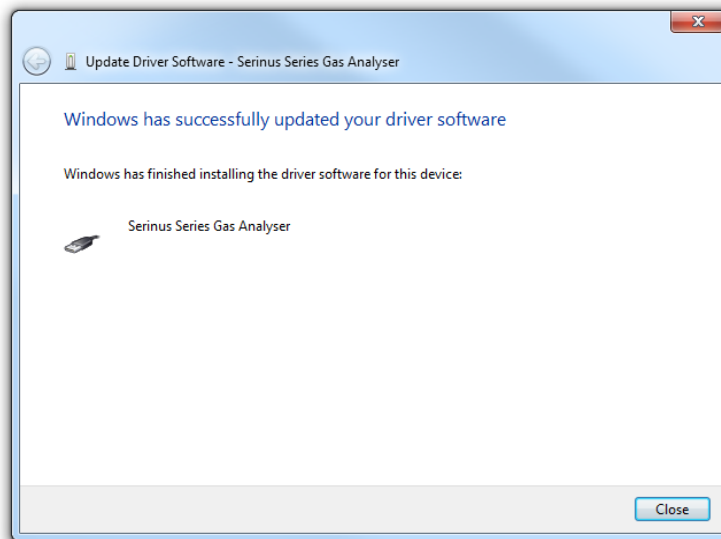 Update Driver Software - Serinus Series Gas Analyser
Windows has successfully updated your driver software
Windows has finished installing the driver software for this device:
Serinus Series Gas Analyser
Close